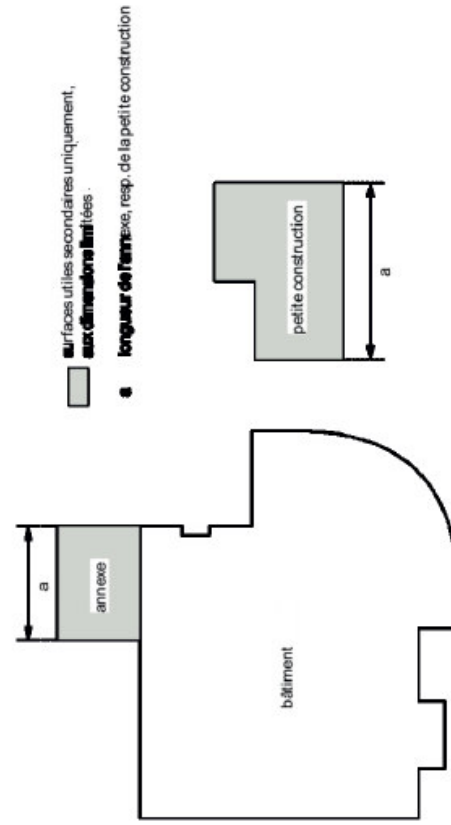 surfaces utiles secondaires uniquement,
aux dimensions limitées.
a longueur de l'annexe, resp. de la petite construction
a
annexe
bâtiment
petite construction
a